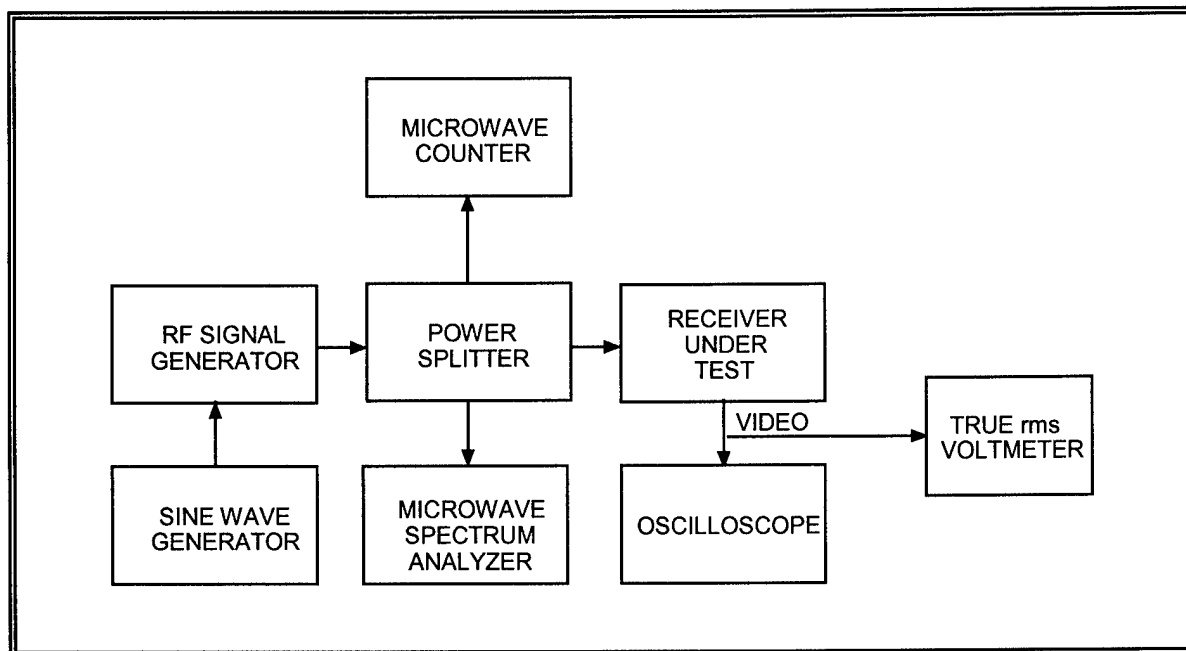 MICROWAVE
COUNTER
RF SIGNAL
GENERATOR
POWER
SPLITTER
RECEIVER
UNDER
TEST
VIDEO
TRUE rms
VOLTMETER
SINE WAVE
GENERATOR
MICROWAVE
SPECTRUM
ANALYZER
OSCILLOSCOPE